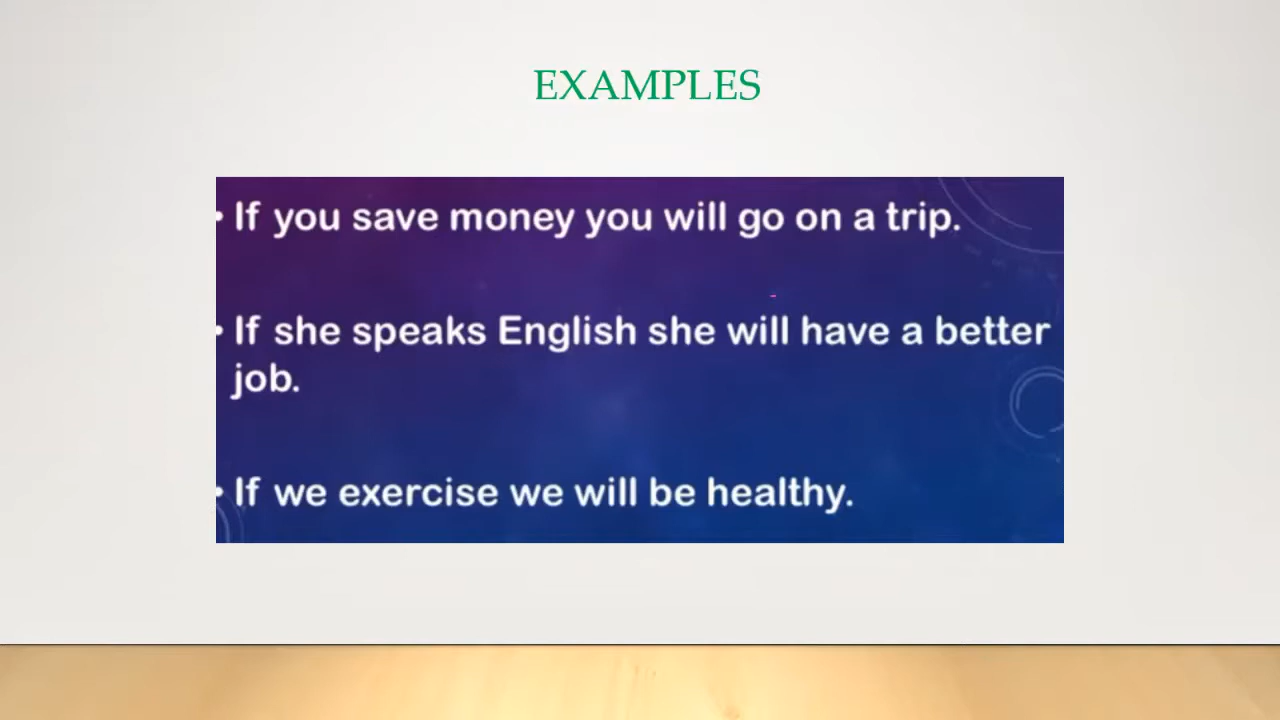 EXAMPLES
• If you save money you will go on a trip.
• If she speaks English she will have a better
job.
• If we exercise we will be healthy.